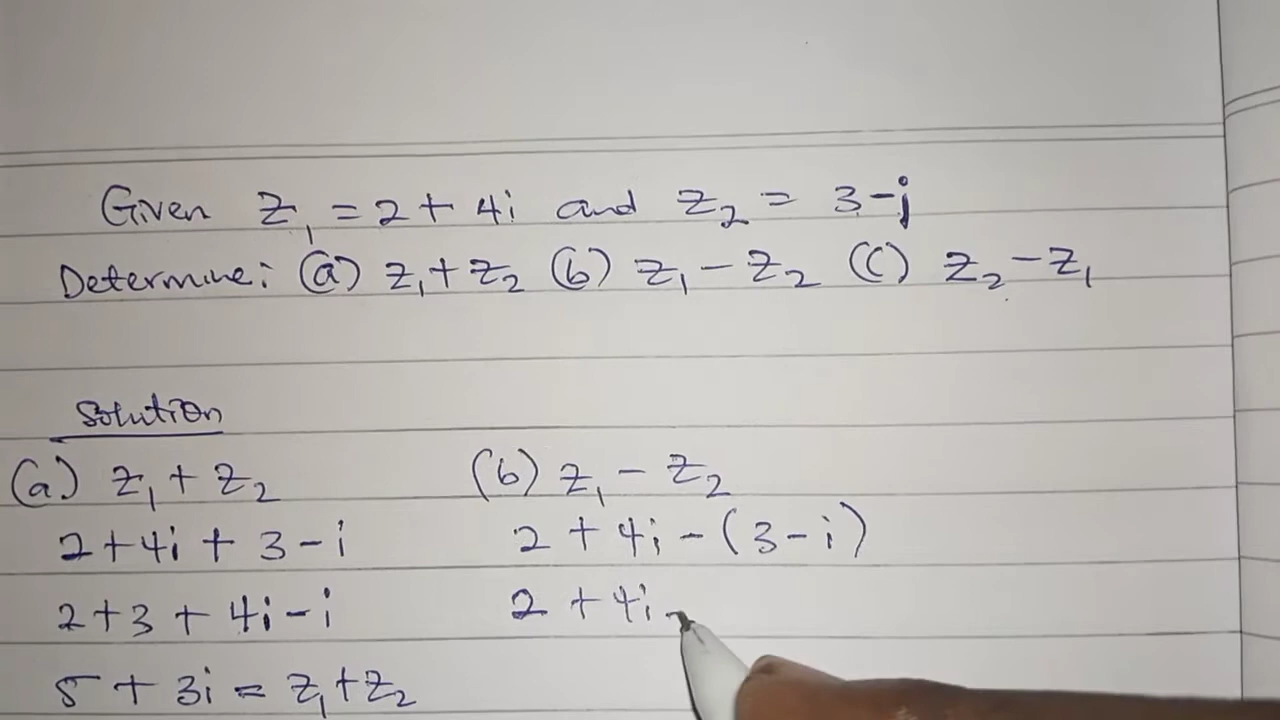 Given z₁ = 2 + 4i and z₂ = 3 - i
Determine: (a) z₁ + z₂ (b) z₁ - z₂ (c) z₂ - z₁
Solution
(a) z₁ + z₂
2 + 4i + 3 - i
2 + 3 + 4i - i
5 + 3i = z₁ + z₂
(b) z₁ - z₂
2 + 4i - (3 - i)
2 + 4i -